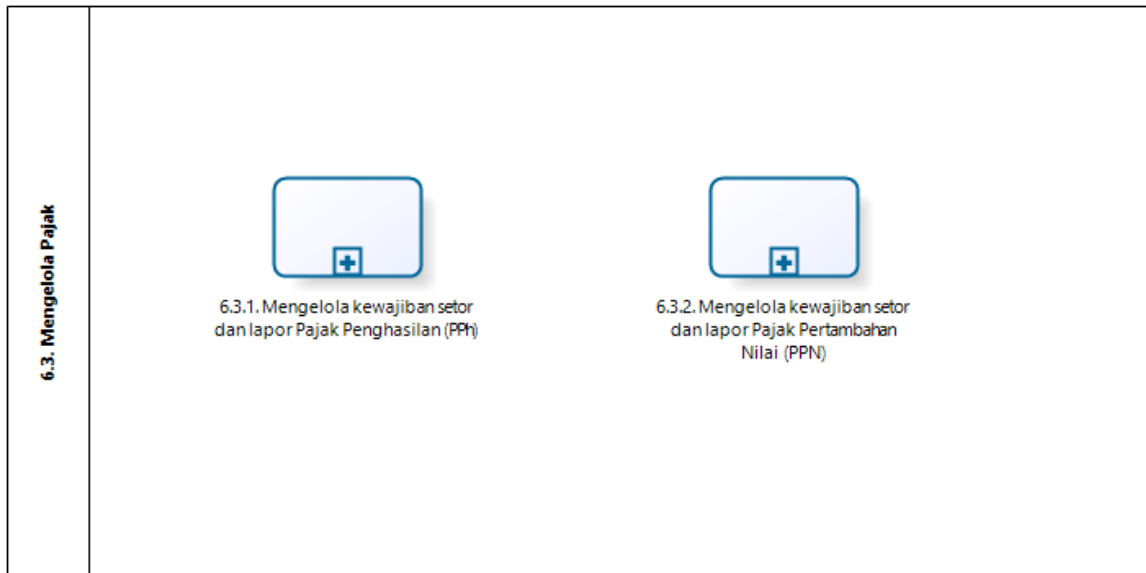 6.3. Mengelola Pajak
6.3.1. Mengelola kewajiban setor
dan lapor Pajak Penghasilan (PPh)
6.3.2. Mengelola kewajiban setor
dan lapor Pajak Pertambahan
Nilai (PPN)